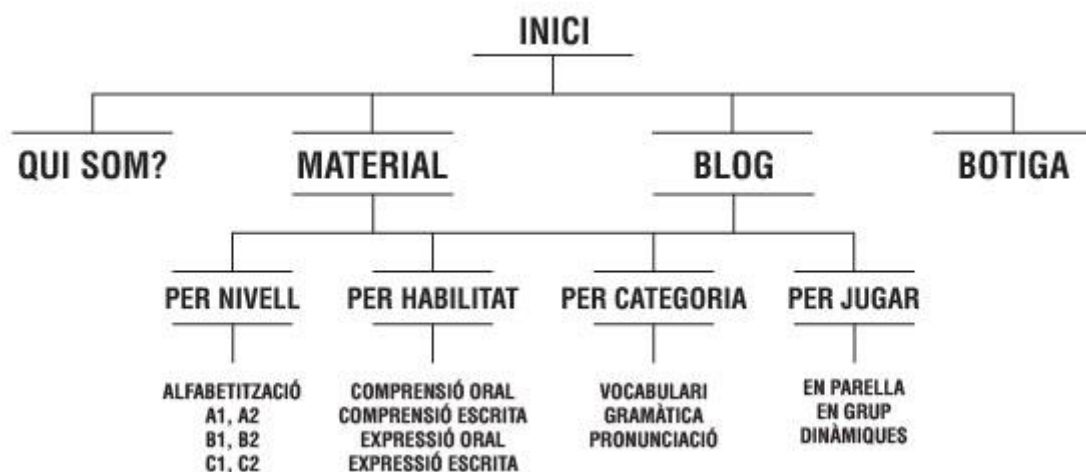 INICI
QUI SOM?
MATERIAL
BLOG
BOTIGA
PER NIVELL
PER HABILITAT
PER CATEGORIA
PER JUGAR
ALFABETITZACIÓ
A1, A2
B1, B2
C1, C2
COMPRENSIÓ ORAL
COMPRENSIÓ ESCRITA
EXPRESSIÓ ORAL
EXPRESSIÓ ESCRITA
VOCABULARI
GRAMÀTICA
PRONUNCIACIÓ
EN PARELLA
EN GRUP
DINÀMIQUES